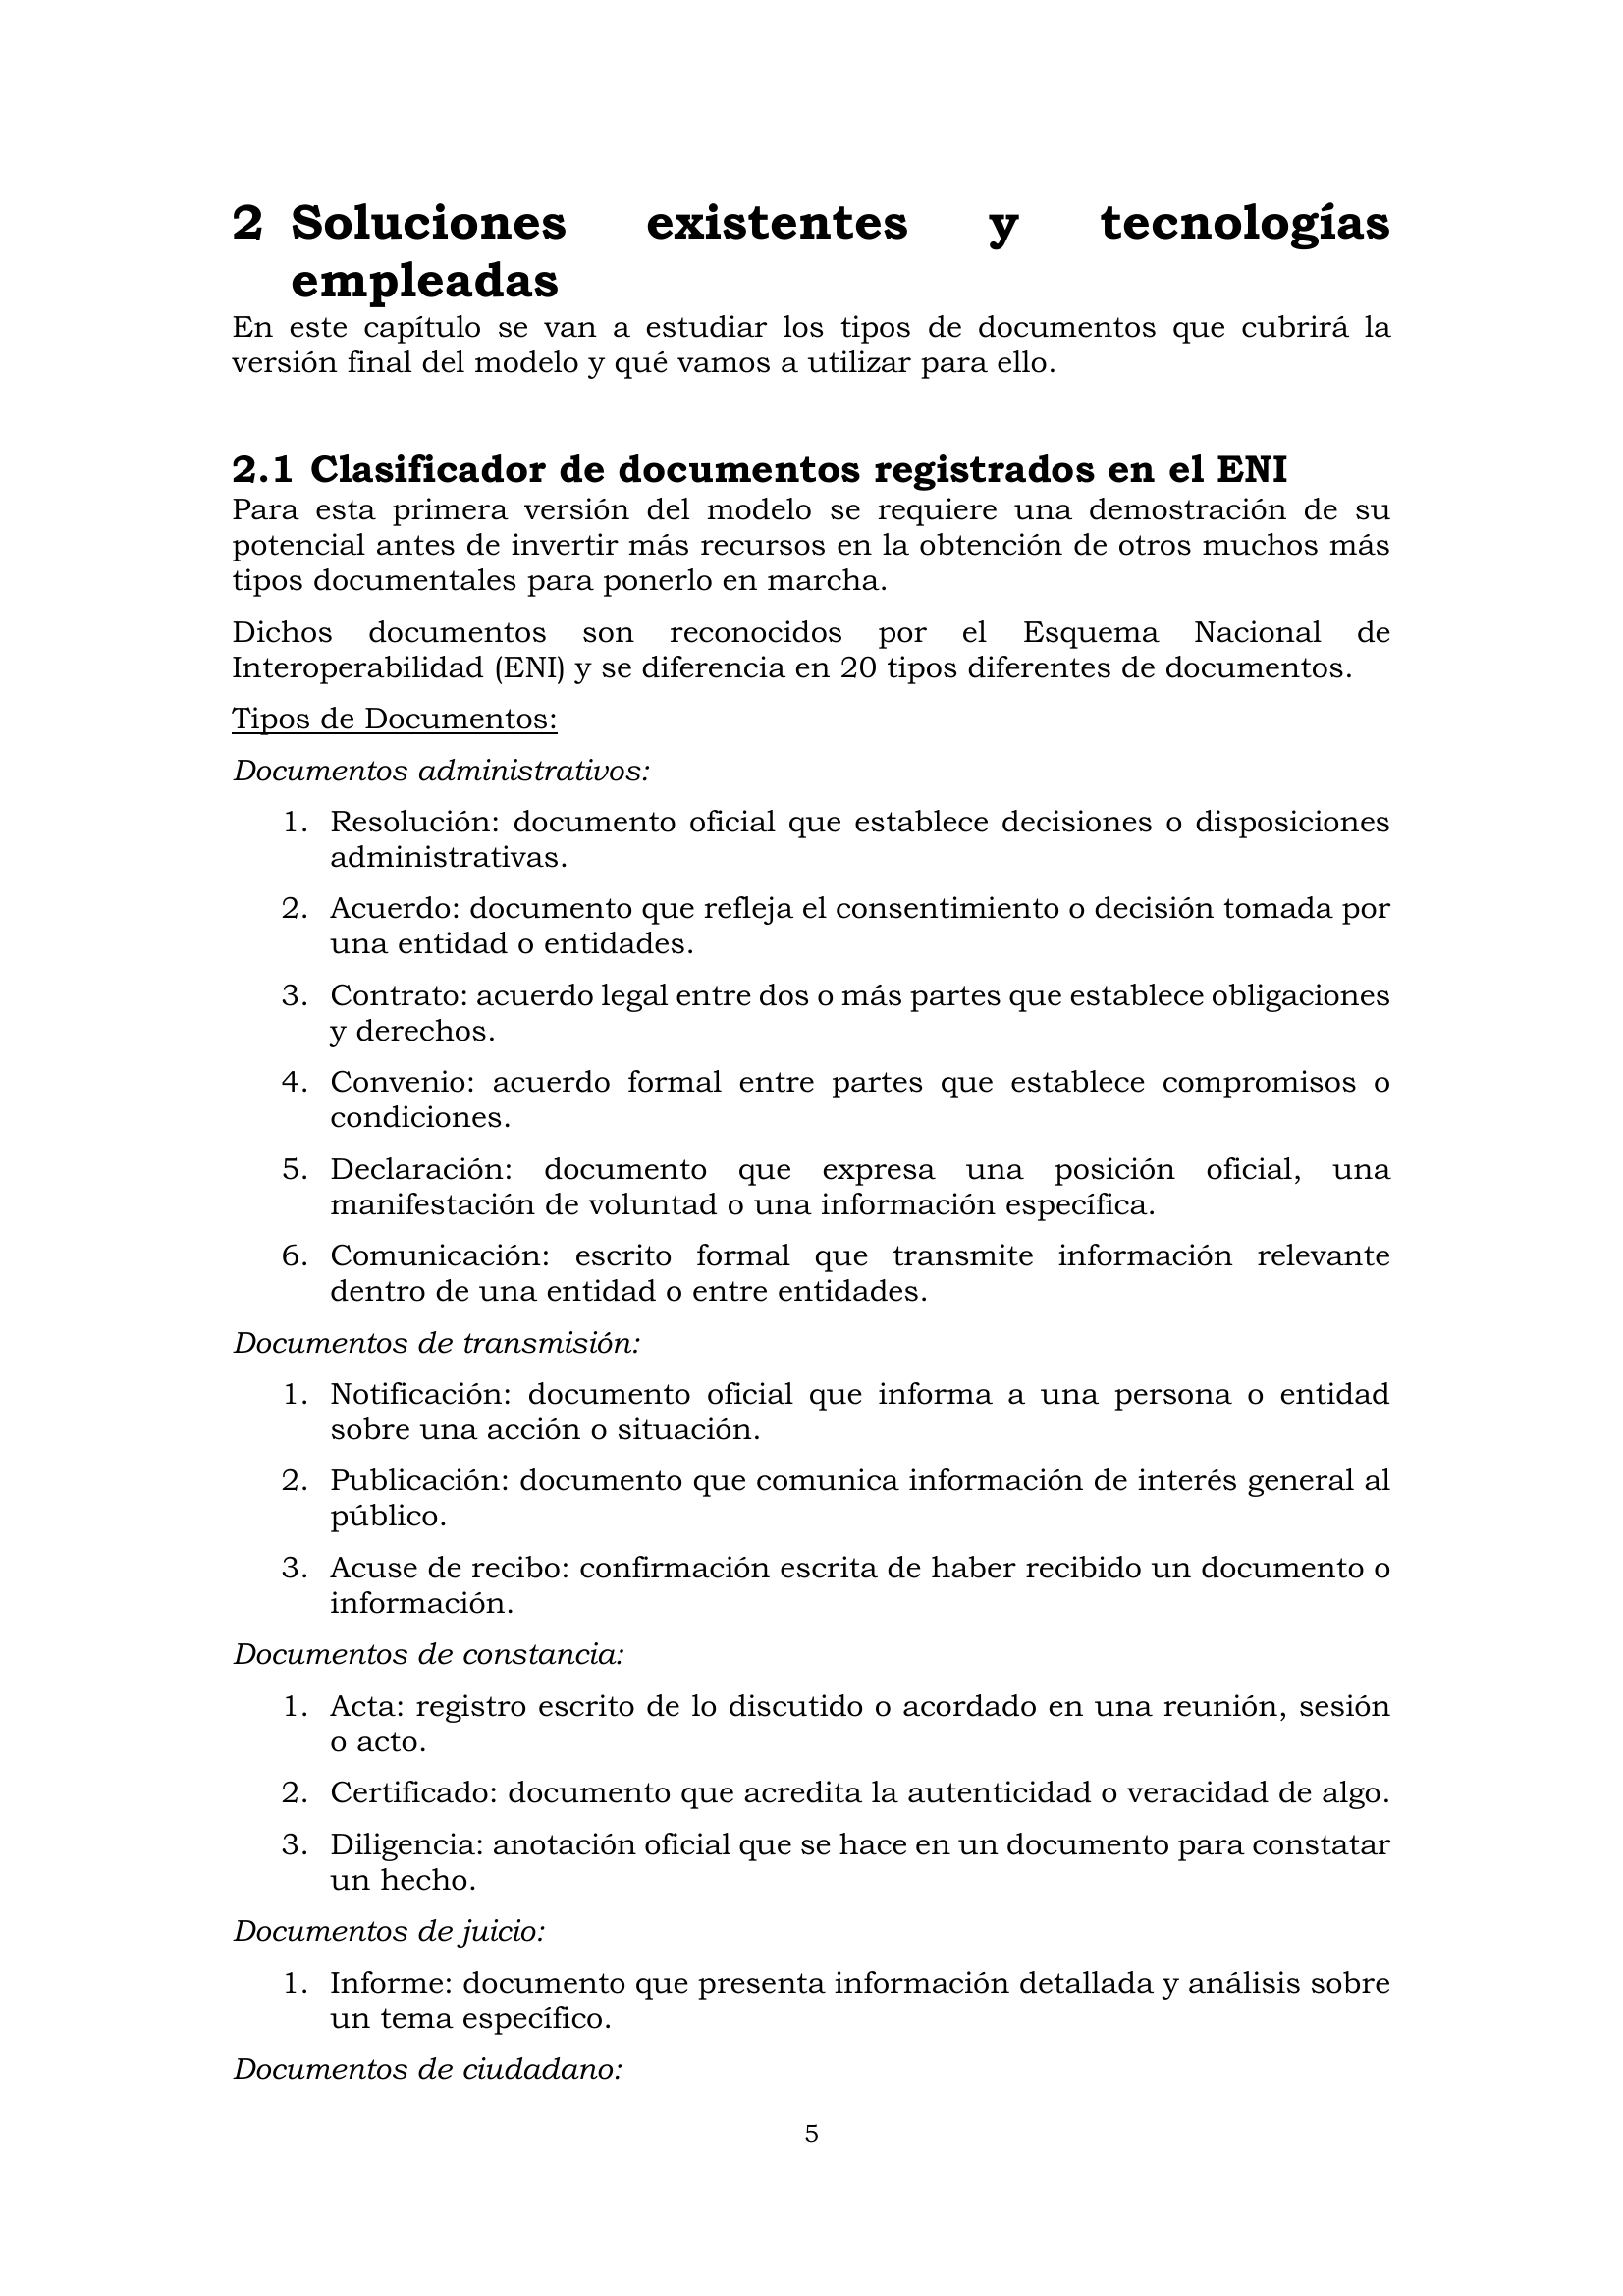 2 Soluciones existentes y tecnologías
empleadas
En este capítulo se van a estudiar los tipos de documentos que cubrirá la
versión final del modelo y qué vamos a utilizar para ello.
2.1 Clasificador de documentos registrados en el ENI
Para esta primera versión del modelo se requiere una demostración de su
potencial antes de invertir más recursos en la obtención de otros muchos más
tipos documentales para ponerlo en marcha.
Dichos documentos son reconocidos por el Esquema Nacional de
Interoperabilidad (ENI) y se diferencia en 20 tipos diferentes de documentos.
Tipos de Documentos:
Documentos administrativos:
1. Resolución: documento oficial que establece decisiones o disposiciones
administrativas.
2. Acuerdo: documento que refleja el consentimiento o decisión tomada por
una entidad o entidades.
3. Contrato: acuerdo legal entre dos o más partes que establece obligaciones
y derechos.
4. Convenio: acuerdo formal entre partes que establece compromisos o
condiciones.
5. Declaración: documento que expresa una posición oficial, una
manifestación de voluntad o una información específica.
6. Comunicación: escrito formal que transmite información relevante
dentro de una entidad o entre entidades.
Documentos de transmisión:
1. Notificación: documento oficial que informa a una persona o entidad
sobre una acción o situación.
2. Publicación: documento que comunica información de interés general al
público.
3. Acuse de recibo: confirmación escrita de haber recibido un documento o
información.
Documentos de constancia:
1. Acta: registro escrito de lo discutido o acordado en una reunión, sesión
o acto.
2. Certificado: documento que acredita la autenticidad o veracidad de algo.
3. Diligencia: anotación oficial que se hace en un documento para constatar
un hecho.
Documentos de juicio:
1. Informe: documento que presenta información detallada y análisis sobre
un tema específico.
Documentos de ciudadano:
5